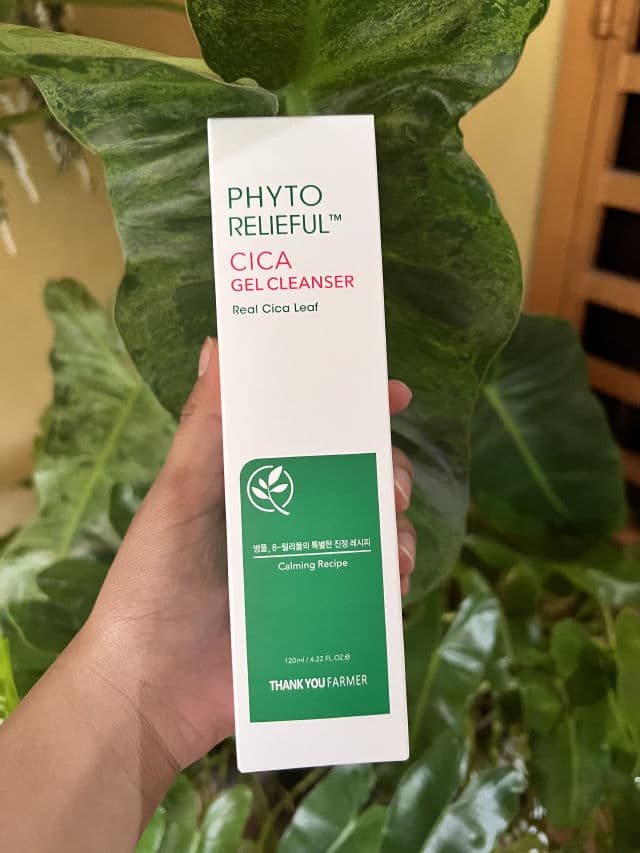 PHYTO
RELIEFUL™
CICA
GEL CLEANSER
Real Cica Leaf
병풀, 8-릴리풀의 특별한 진정 레시피
Calming Recipe
120ml / 4.22 FL.OZ.℮
THANK YOU FARMER